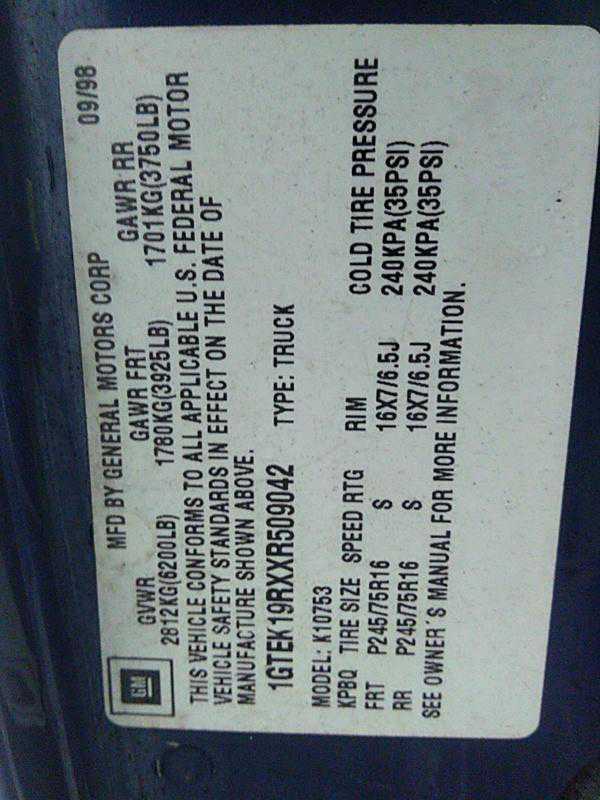 GM
MFD BY GENERAL MOTORS CORP 09/98
GVWR GAWR FRT GAWR RR
2812KG(6200LB) 1780KG(3925LB) 1701KG(3750LB)
THIS VEHICLE CONFORMS TO ALL APPLICABLE U.S. FEDERAL MOTOR
VEHICLE SAFETY STANDARDS IN EFFECT ON THE DATE OF
MANUFACTURE SHOWN ABOVE.
1GTEK19RXXR509042 TYPE: TRUCK
MODEL: K10753
KPBQ TIRE SIZE SPEED RTG RIM COLD TIRE PRESSURE
FRT P245/75R16 S 16X7/6.5J 240KPA(35PSI)
RR P245/75R16 S 16X7/6.5J 240KPA(35PSI)
SEE OWNER'S MANUAL FOR MORE INFORMATION.